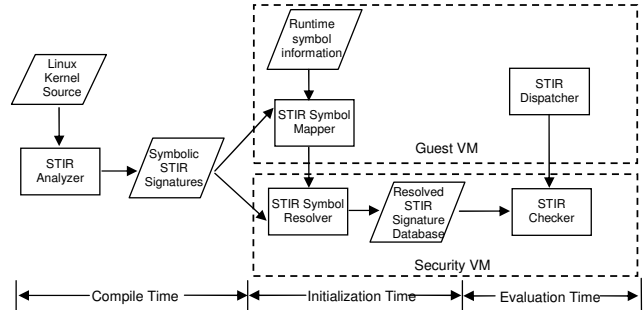 Runtime
symbol
information
Linux
Kernel
Source
STIR
Dispatcher
STIR Symbol
Mapper
Guest VM
STIR
Analyzer
Symbolic
STIR
Signatures
STIR Symbol
Resolver
Resolved
STIR
Signature
Database
STIR
Checker
Security VM
Compile Time
Initialization Time
Evaluation Time